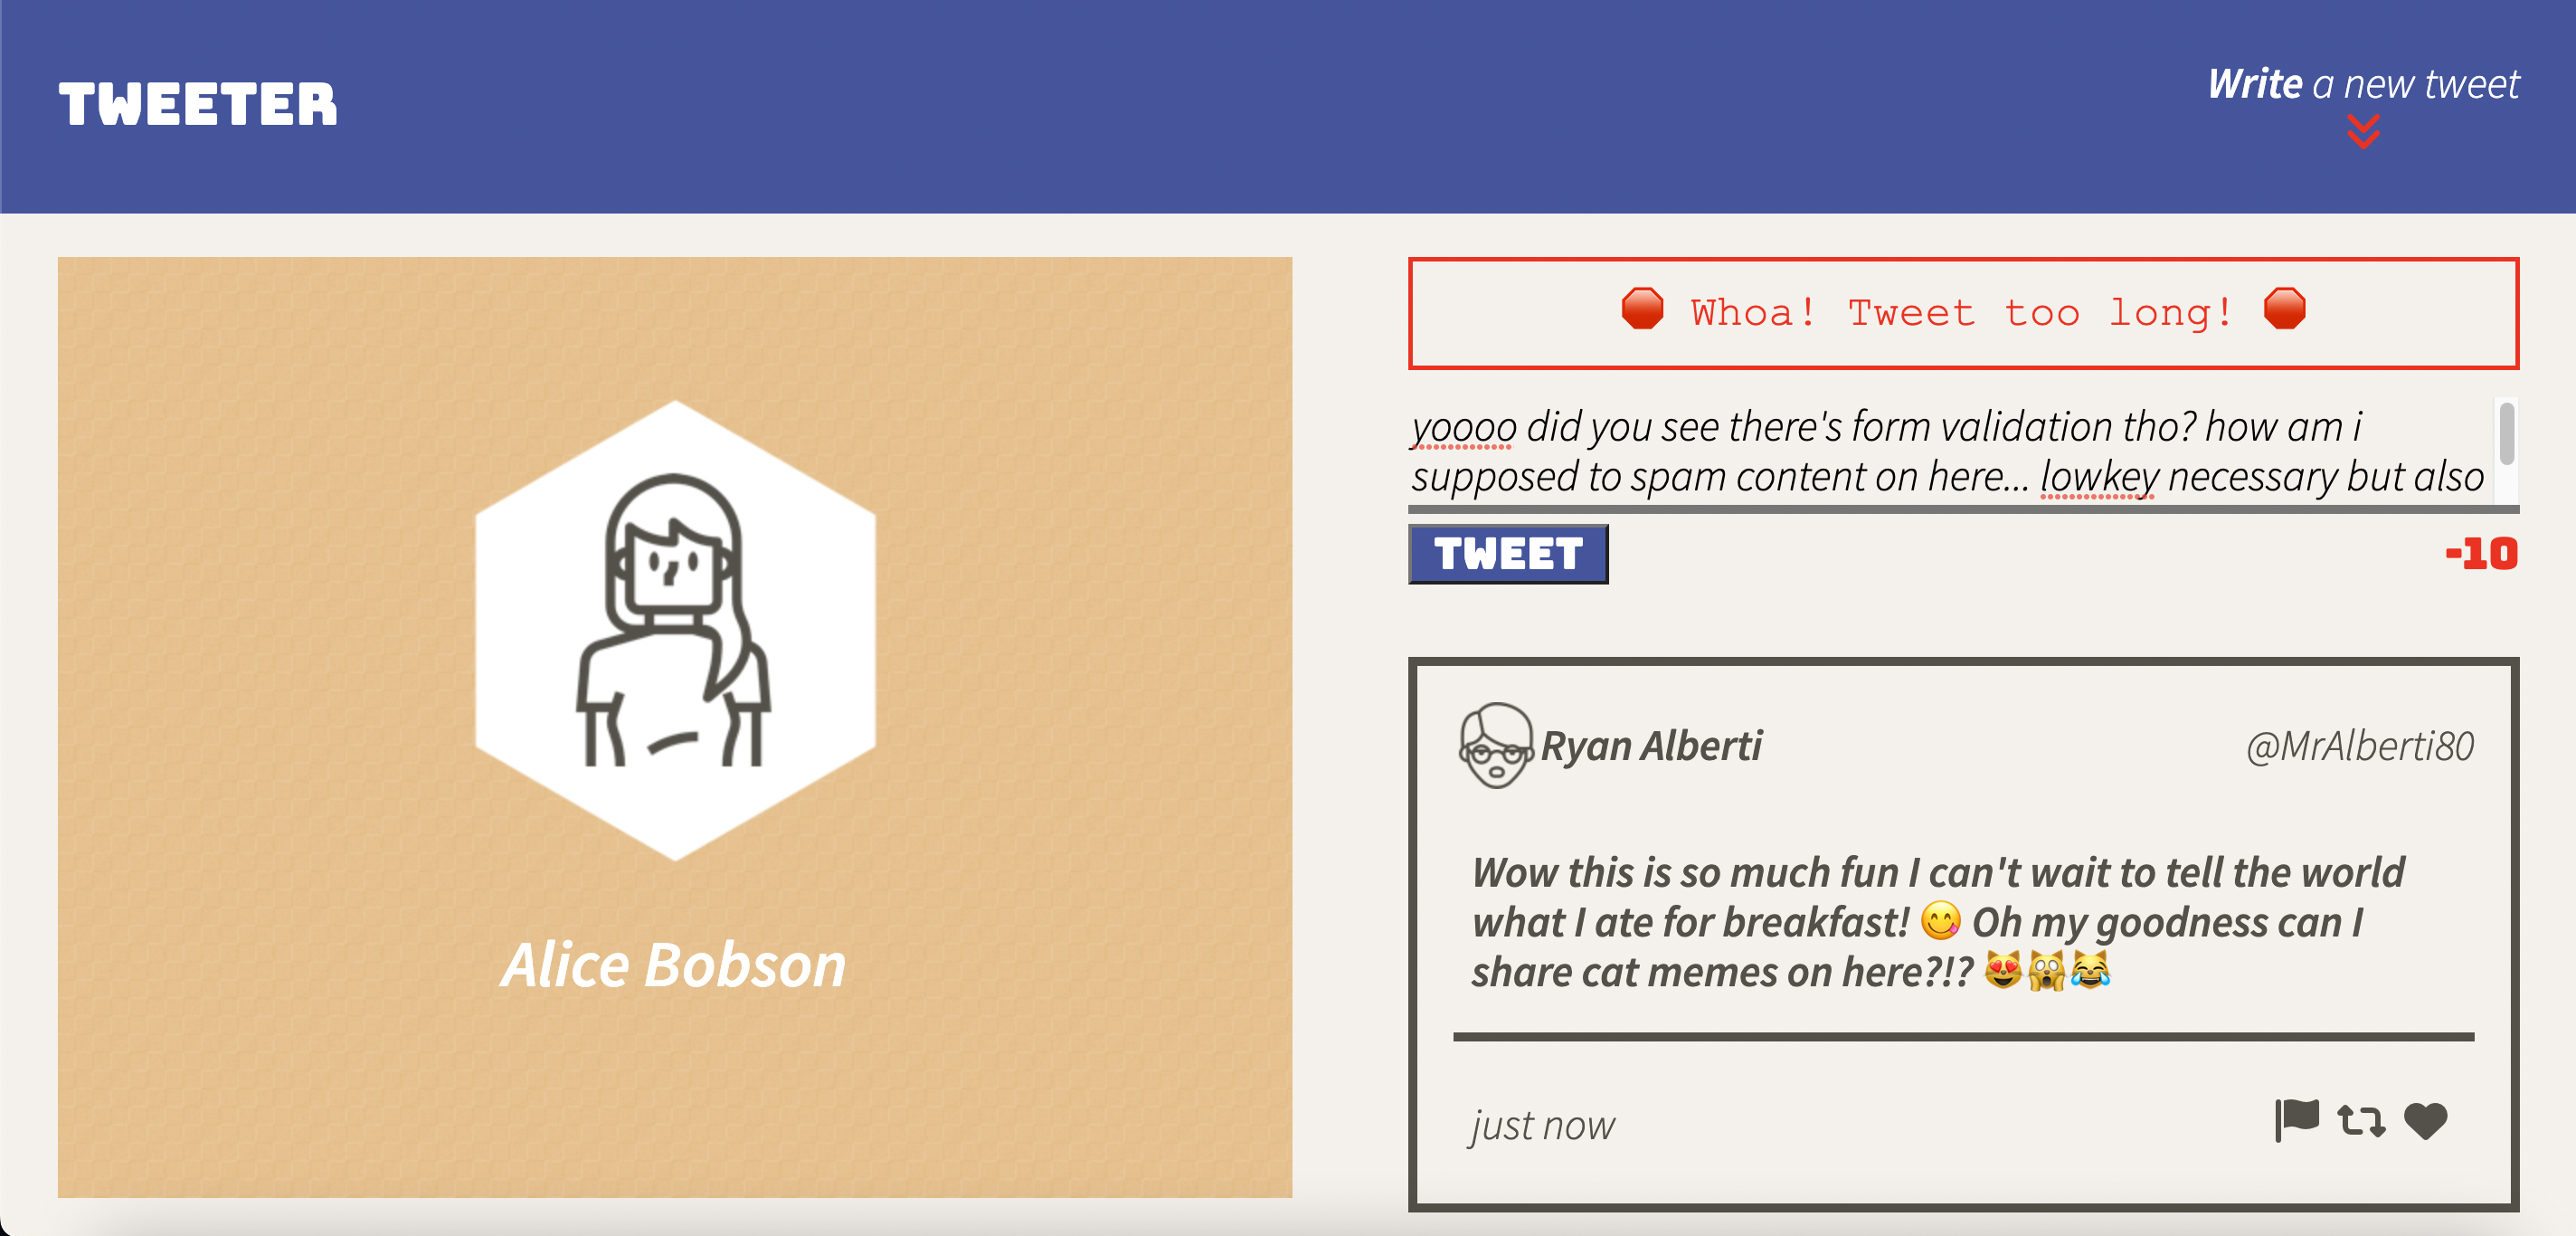 TWEETER
Write a new tweet
🛑 Whoa! Tweet too long! 🛑
yoooo did you see there's form validation tho? how am i
supposed to spam content on here... lowkey necessary but also
TWEET
-10
Alice Bobson
Ryan Alberti
@MrAlberti80
Wow this is so much fun I can't wait to tell the world
what I ate for breakfast! 😋 Oh my goodness can I
share cat memes on here?!? 😻🙀😹
just now